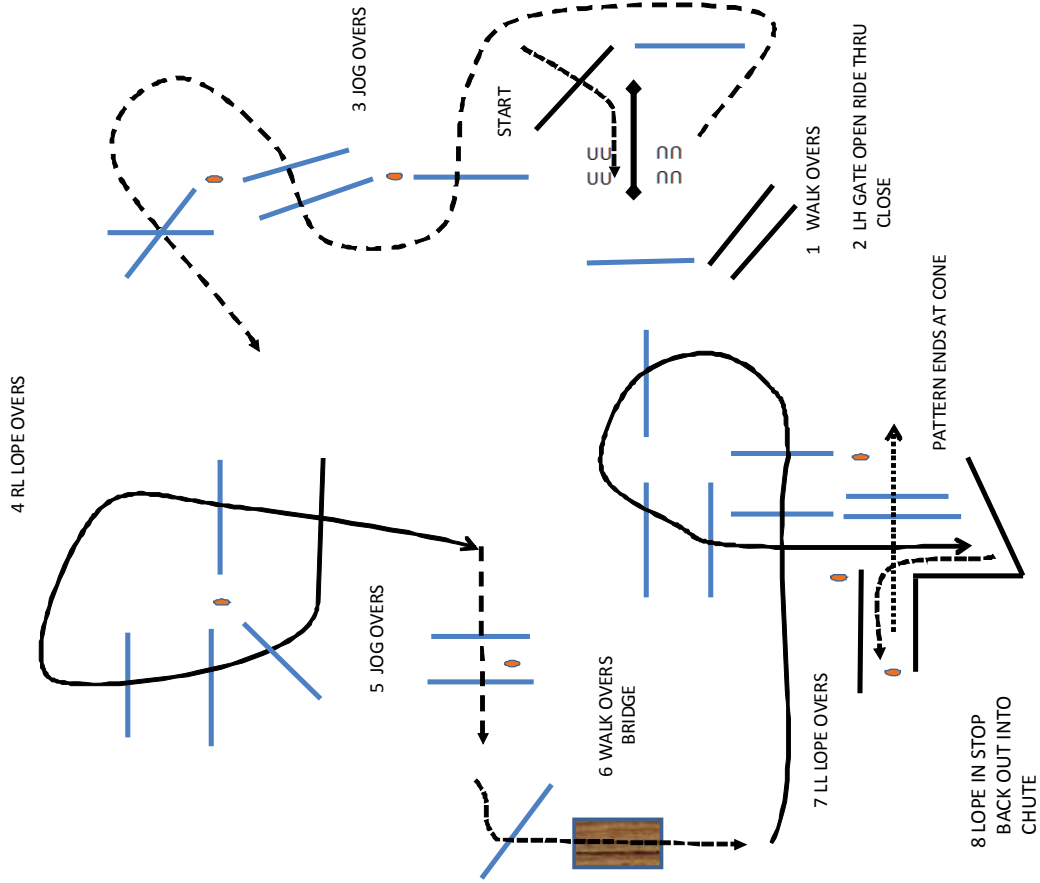 START
1 WALK OVERS
2 LH GATE OPEN RIDE THRU
CLOSE
3 JOG OVERS
4 RL LOPE OVERS
5 JOG OVERS
6 WALK OVERS
BRIDGE
7 LL LOPE OVERS
8 LOPE IN STOP
BACK OUT INTO
CHUTE
PATTERN ENDS AT CONE